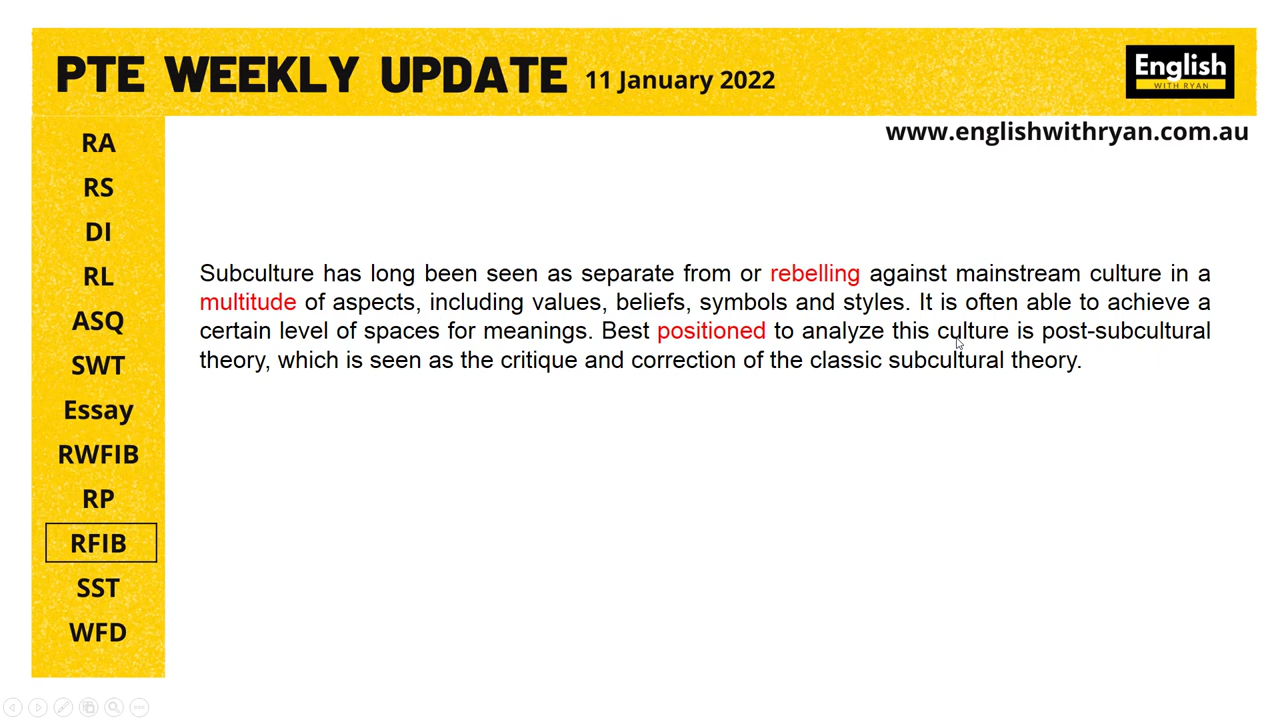 PTE WEEKLY UPDATE 11 January 2022
English
WITH RYAN
www.englishwithryan.com.au
RA
RS
DI
RL
ASQ
SWT
Essay
RWFIB
RP
RFIB
SST
WFD
Subculture has long been seen as separate from or rebelling against mainstream culture in a
multitude of aspects, including values, beliefs, symbols and styles. It is often able to achieve a
certain level of spaces for meanings. Best positioned to analyze this culture is post-subcultural
theory, which is seen as the critique and correction of the classic subcultural theory.